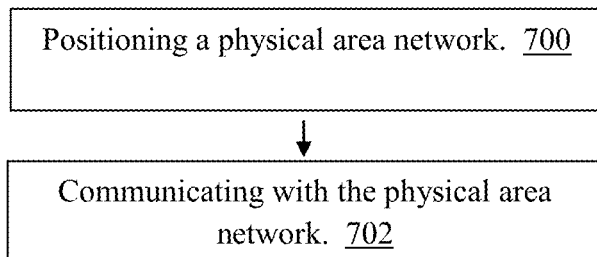 Positioning a physical area network. 700
Communicating with the physical area
network. 702